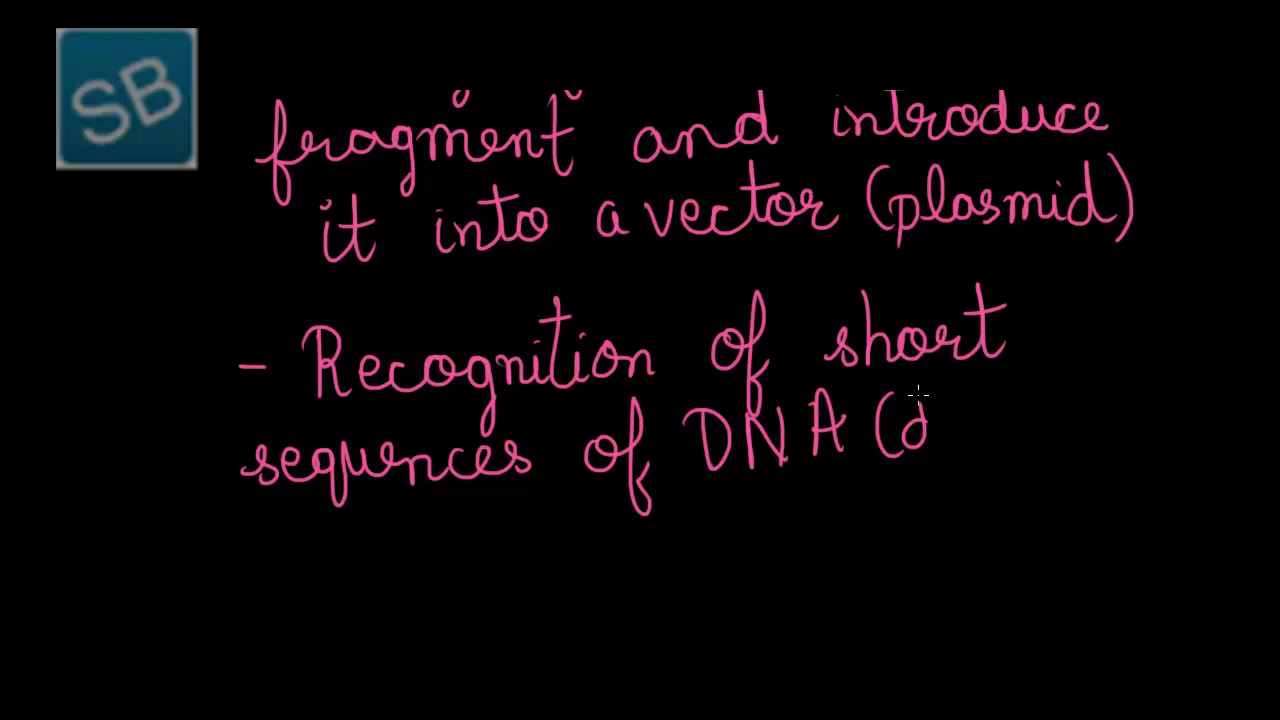 SB
fragment and introduce
it into a vector (plasmid)
- Recognition of short
sequences of DNA (d